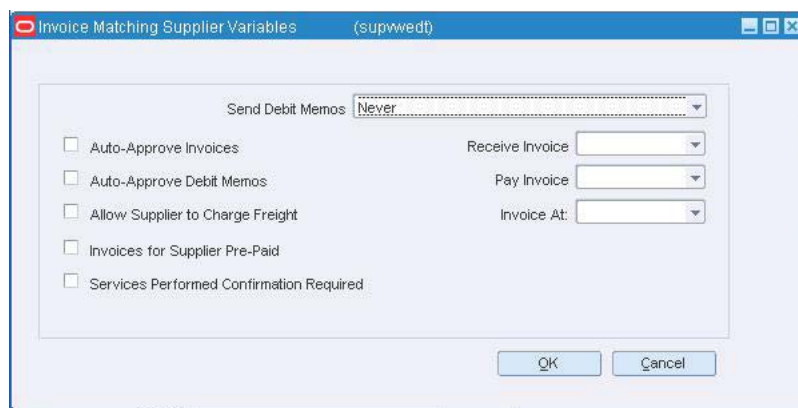 Invoice Matching Supplier Variables (supvwedt)
Send Debit Memos Never
Auto-Approve Invoices Receive Invoice
Auto-Approve Debit Memos Pay Invoice
Allow Supplier to Charge Freight Invoice At:
Invoices for Supplier Pre-Paid
Services Performed Confirmation Required
OK Cancel